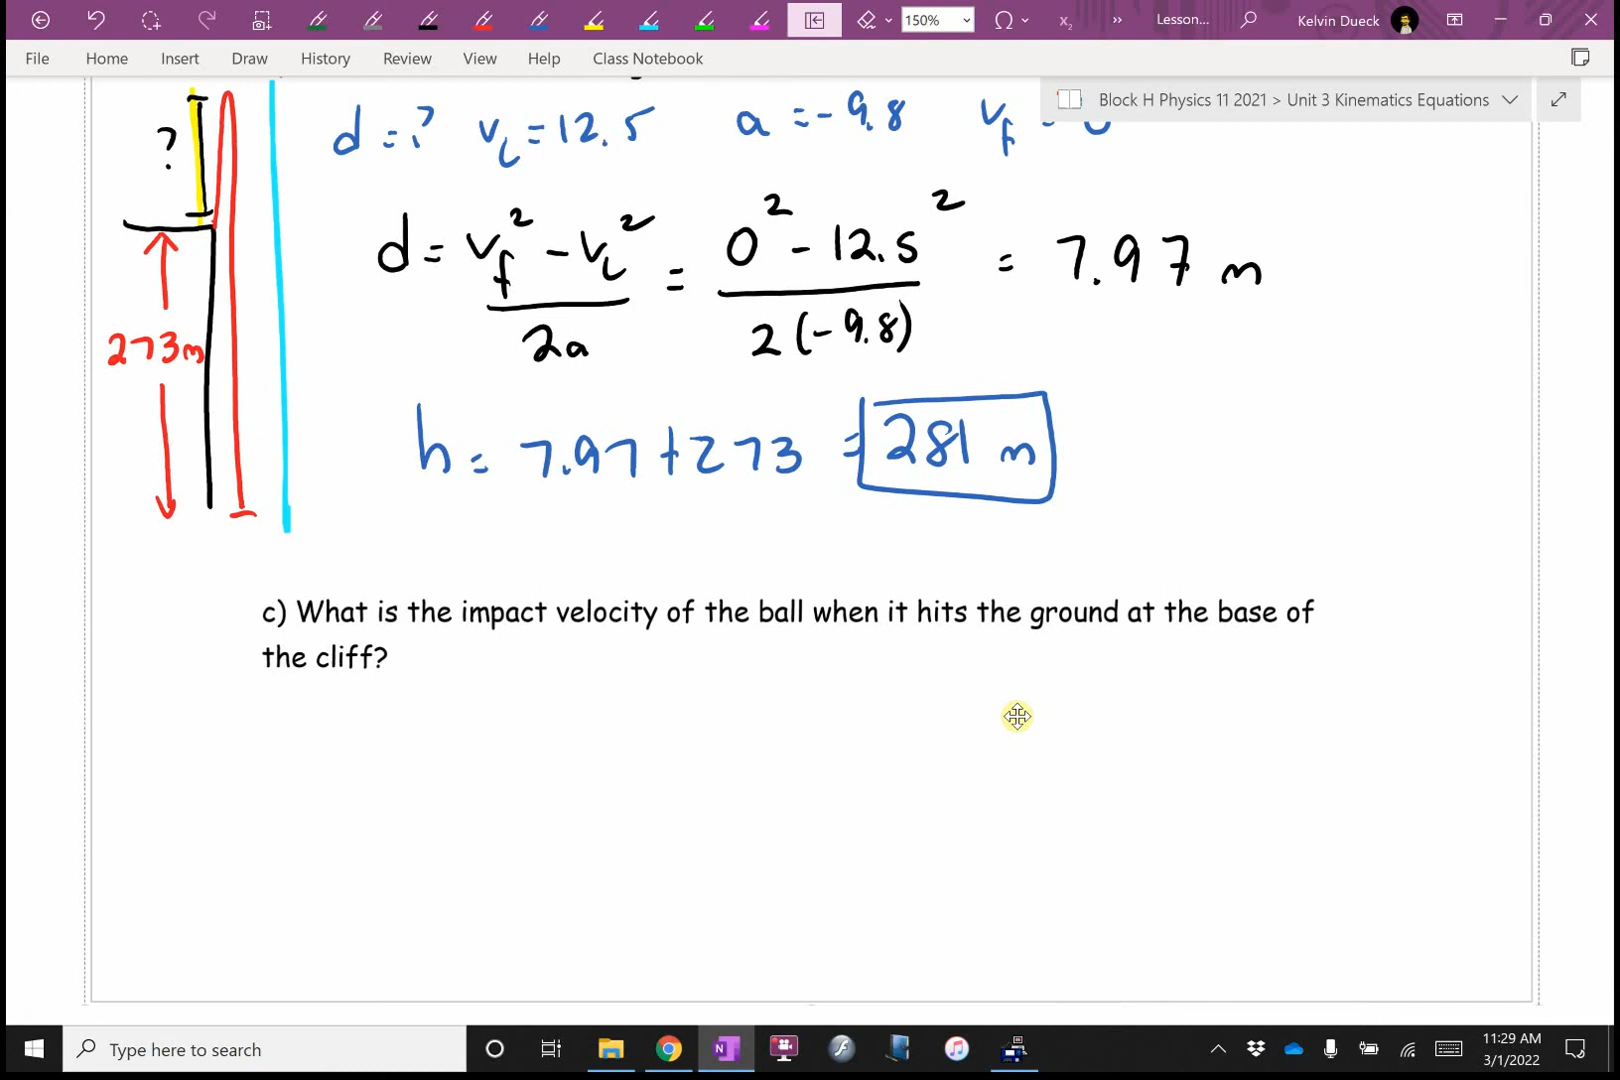 150% x₂ » Lesson... Kelvin Dueck
File Home Insert Draw History Review View Help Class Notebook
Block H Physics 11 2021 > Unit 3 Kinematics Equations
d = ? vi = 12.5 a = -9.8 vf = 0
?
d = vf² - vi² / 2a = 0² - 12.5² / 2(-9.8) = 7.97 m
273m
h = 7.97 + 273 = 281 m
c) What is the impact velocity of the ball when it hits the ground at the base of
the cliff?
Type here to search
11:29 AM
3/1/2022